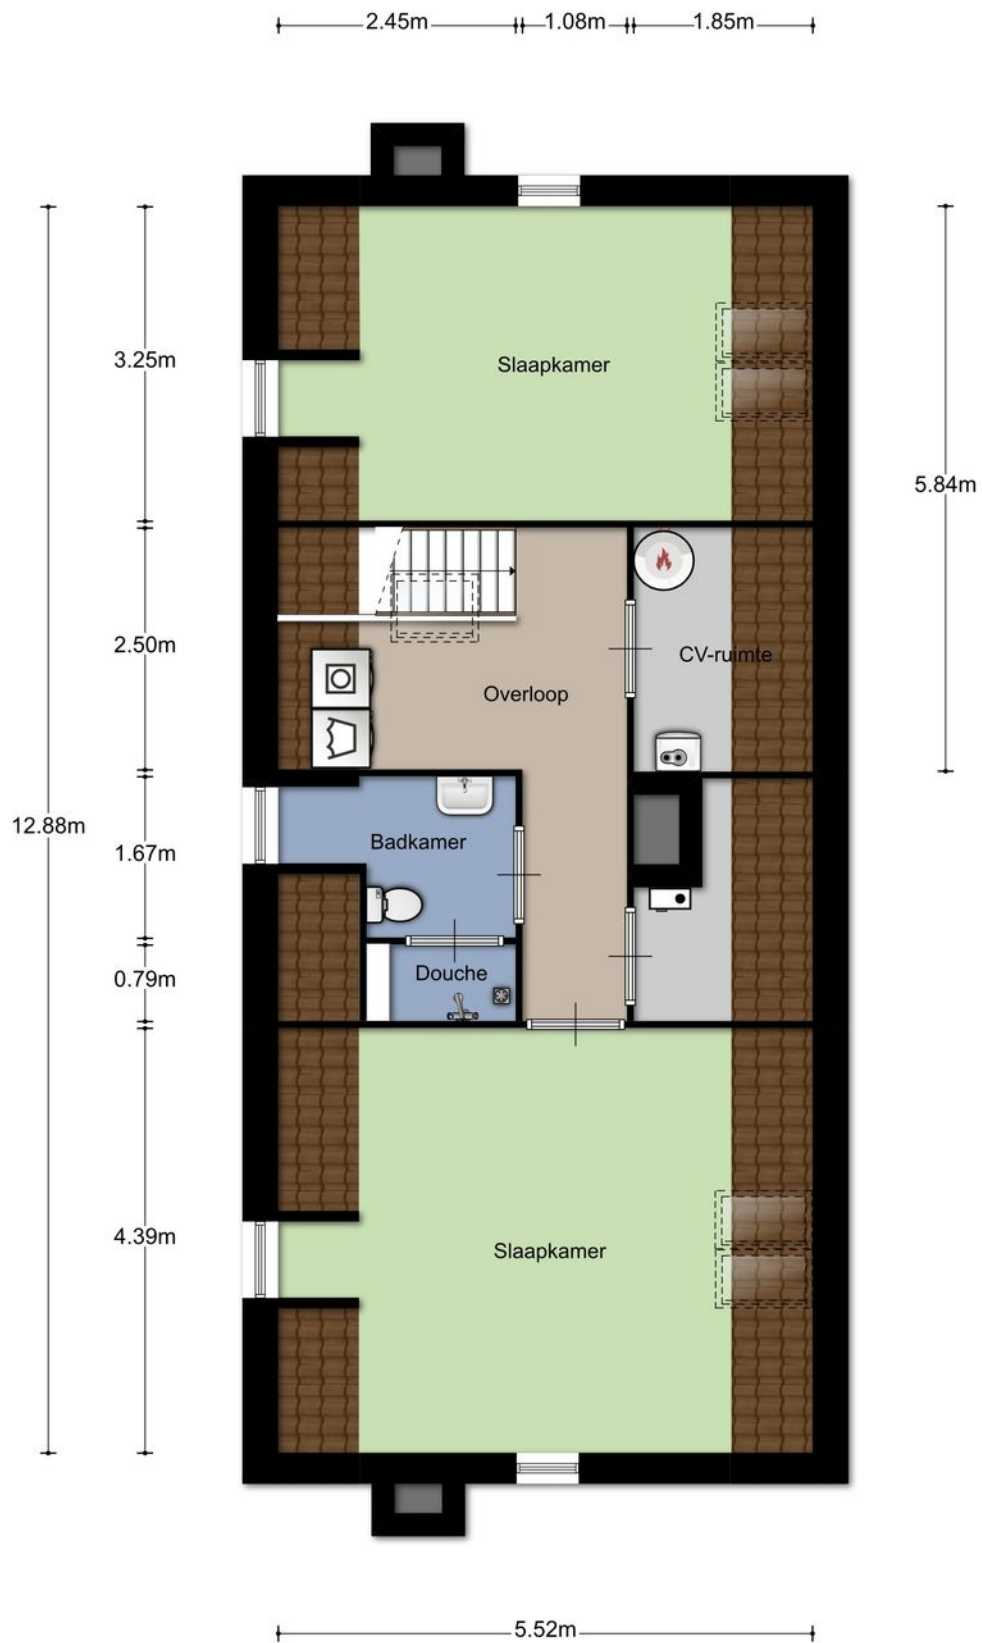 2.45m
1.08m
1.85m
3.25m
Slaapkamer
5.84m
2.50m
CV-ruimte
Overloop
12.88m
Badkamer
1.67m
Douche
0.79m
4.39m
Slaapkamer
5.52m